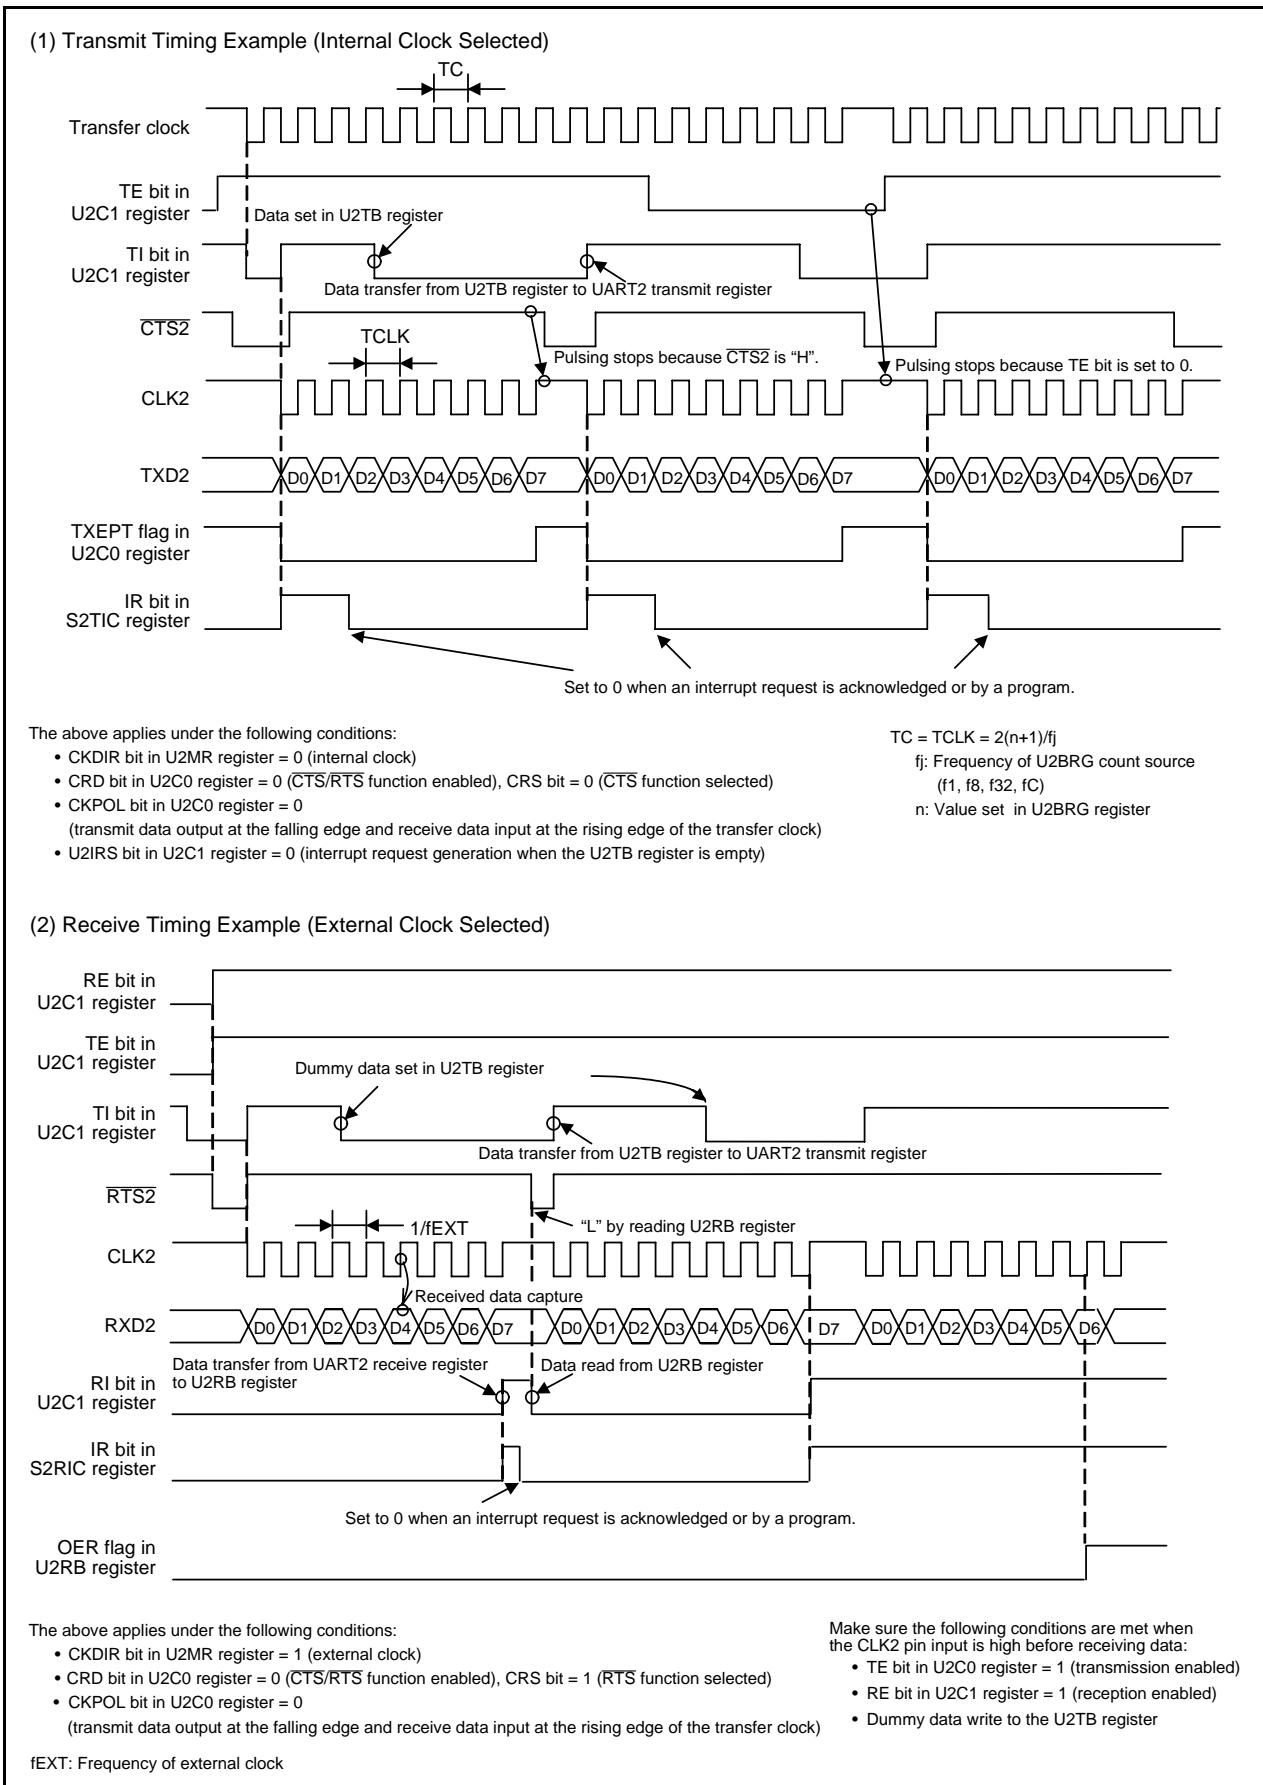 (1) Transmit Timing Example (Internal Clock Selected)
TC
Transfer clock
TE bit in
U2C1 register
Data set in U2TB register
TI bit in
U2C1 register
Data transfer from U2TB register to UART2 transmit register
CTS2
TCLK
Pulsing stops because CTS2 is “H”.
Pulsing stops because TE bit is set to 0.
CLK2
TXD2
D0 D1 D2 D3 D4 D5 D6 D7 D0 D1 D2 D3 D4 D5 D6 D7 D0 D1 D2 D3 D4 D5 D6 D7
TXEPT flag in
U2C0 register
IR bit in
S2TIC register
Set to 0 when an interrupt request is acknowledged or by a program.
The above applies under the following conditions:
• CKDIR bit in U2MR register = 0 (internal clock)
• CRD bit in U2C0 register = 0 (CTS/RTS function enabled), CRS bit = 0 (CTS function selected)
• CKPOL bit in U2C0 register = 0
(transmit data output at the falling edge and receive data input at the rising edge of the transfer clock)
• U2IRS bit in U2C1 register = 0 (interrupt request generation when the U2TB register is empty)
TC = TCLK = 2(n+1)/fj
fj: Frequency of U2BRG count source
(f1, f8, f32, fC)
n: Value set in U2BRG register
(2) Receive Timing Example (External Clock Selected)
RE bit in
U2C1 register
TE bit in
U2C1 register
Dummy data set in U2TB register
TI bit in
U2C1 register
Data transfer from U2TB register to UART2 transmit register
RTS2
1/fEXT
“L” by reading U2RB register
CLK2
Received data capture
RXD2
D0 D1 D2 D3 D4 D5 D6 D7 D0 D1 D2 D3 D4 D5 D6 D7 D0 D1 D2 D3 D4 D5 D6
Data transfer from UART2 receive register
to U2RB register
Data read from U2RB register
RI bit in
U2C1 register
IR bit in
S2RIC register
Set to 0 when an interrupt request is acknowledged or by a program.
OER flag in
U2RB register
The above applies under the following conditions:
• CKDIR bit in U2MR register = 1 (external clock)
• CRD bit in U2C0 register = 0 (CTS/RTS function enabled), CRS bit = 1 (RTS function selected)
• CKPOL bit in U2C0 register = 0
(transmit data output at the falling edge and receive data input at the rising edge of the transfer clock)
fEXT: Frequency of external clock
Make sure the following conditions are met when
the CLK2 pin input is high before receiving data:
• TE bit in U2C0 register = 1 (transmission enabled)
• RE bit in U2C1 register = 1 (reception enabled)
• Dummy data write to the U2TB register